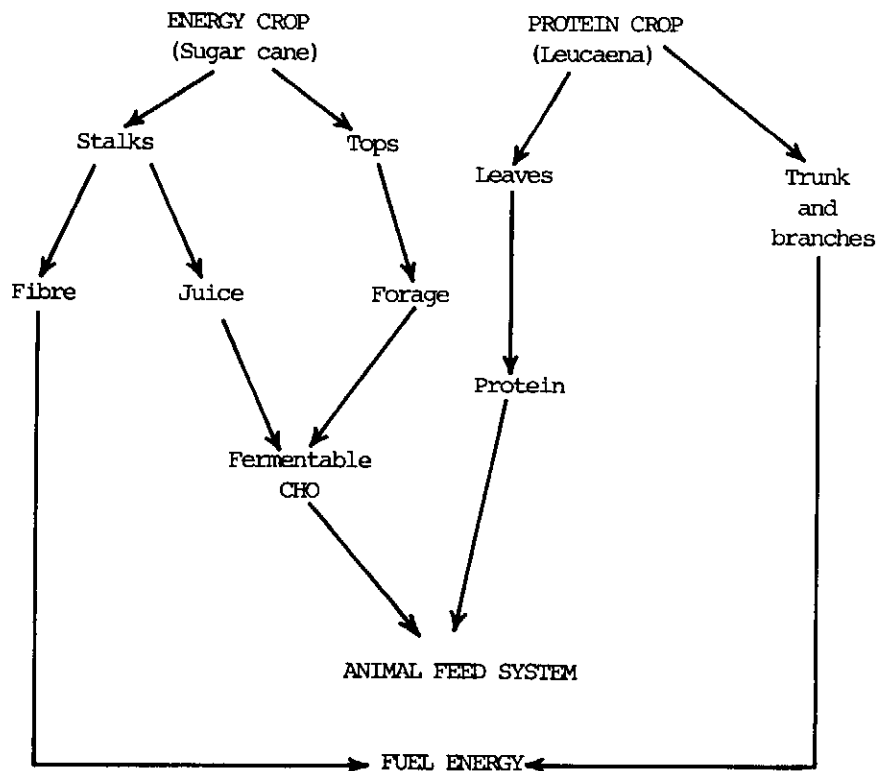 ENERGY CROP
(Sugar cane)
PROTEIN CROP
(Leucaena)
Stalks
Tops
Leaves
Trunk
and
branches
Fibre
Juice
Forage
Protein
Fermentable
CHO
ANIMAL FEED SYSTEM
FUEL ENERGY